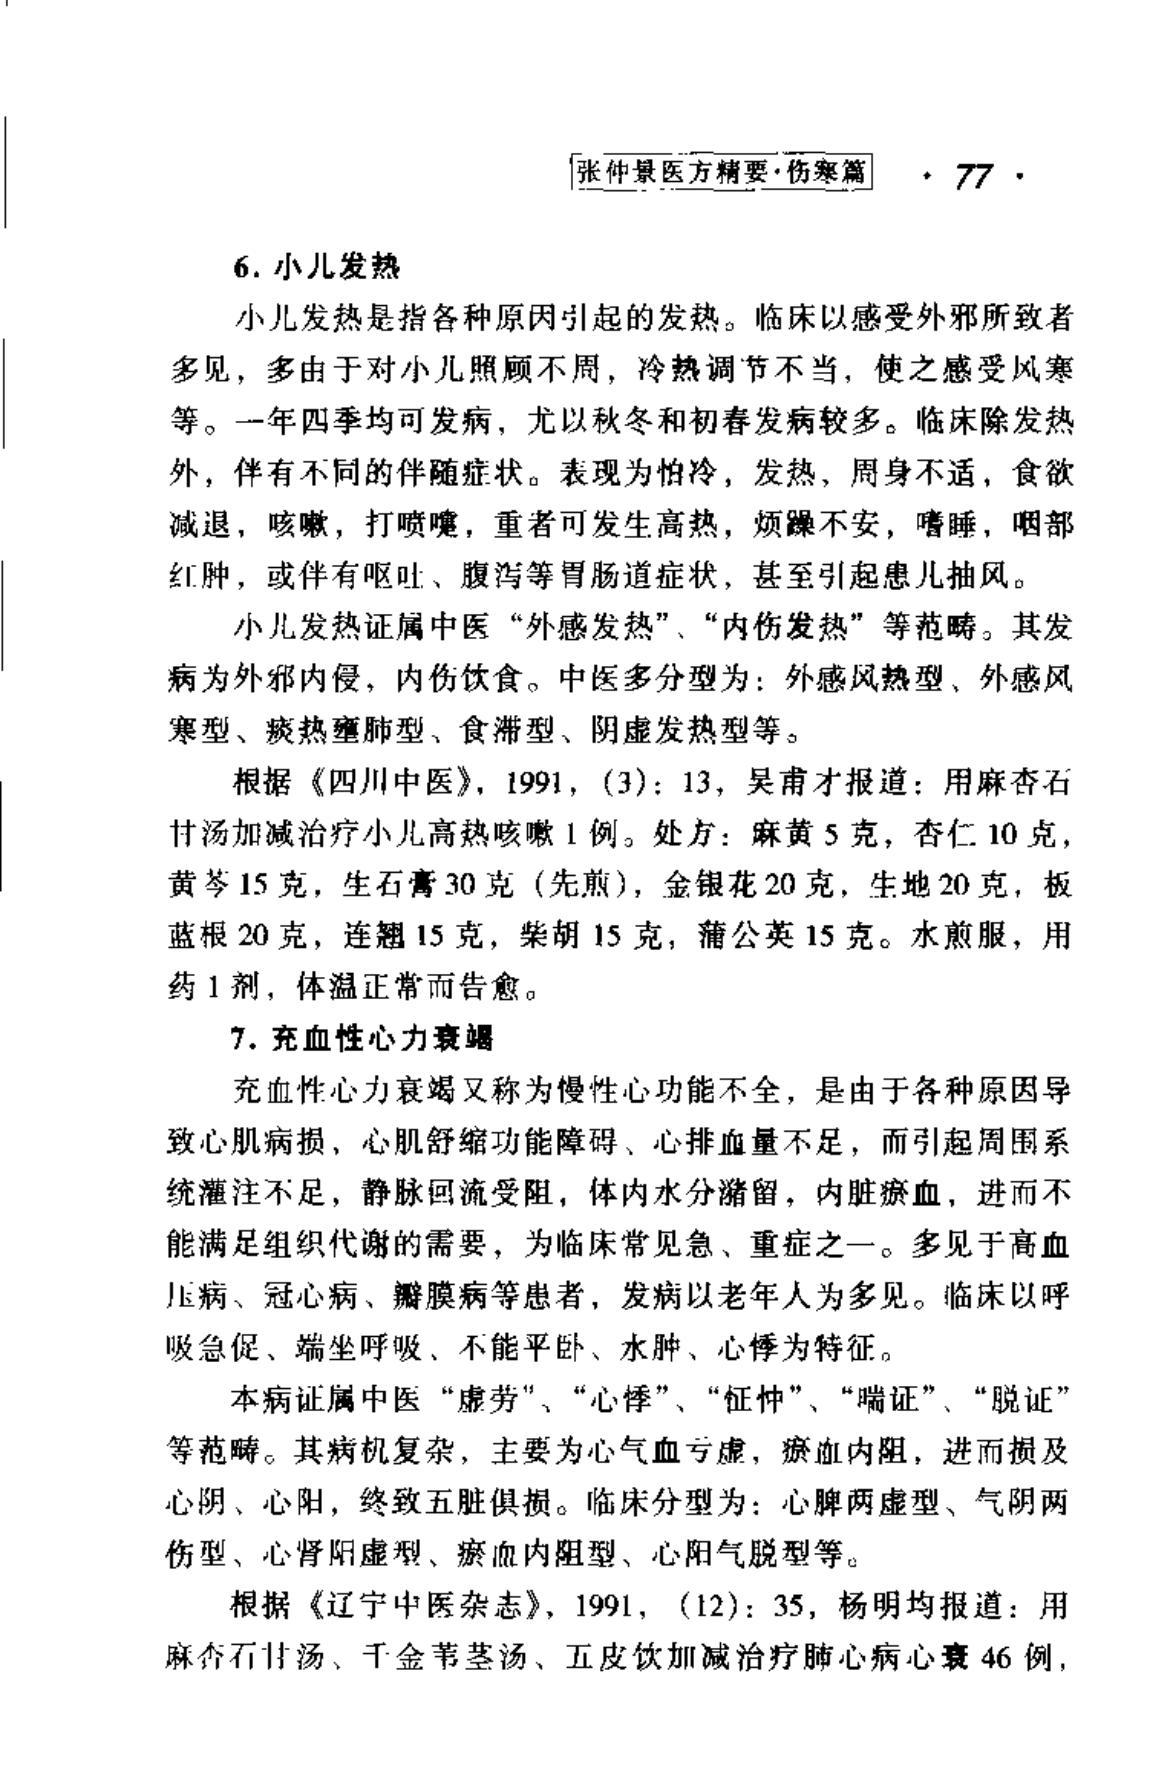 张仲景医方精要·伤寒篇 · 77 ·
6. 小儿发热
小儿发热是指各种原因引起的发热。临床以感受外邪所致者
多见，多由于对小儿照顾不周，冷热调节不当，使之感受风寒
等。一年四季均可发病，尤以秋冬和初春发病较多。临床除发热
外，伴有不同的伴随症状。表现为怕冷，发热、周身不适，食欲
减退，咳嗽，打喷嚏，重者可发生高热，烦躁不安，嗜睡，咽部
红肿，或伴有呕吐、腹泻等胃肠道症状，甚至引起患儿抽风。
小儿发热证属中医“外感发热”、“内伤发热”等范畴。其发
病为外邪内侵，内伤饮食。中医多分型为：外感风热型、外感风
寒型、痰热壅肺型、食滞型、阴虚发热型等。
根据《四川中医》，1991，（3）：13，吴甫才报道：用麻杏石
甘汤加减治疗小儿高热咳嗽 1 例。处方：麻黄 5 克，杏仁 10 克，
黄芩 15 克，生石膏 30 克（先煎），金银花 20 克，生地 20 克，板
蓝根 20 克，连翘 15 克，柴胡 15 克，蒲公英 15 克。水煎服，用
药 1 剂，体温正常而告愈。
7. 充血性心力衰竭
充血性心力衰竭又称为慢性心功能不全，是由于各种原因导
致心肌病损，心肌舒缩功能障碍、心排血量不足，而引起周围系
统灌注不足，静脉回流受阻，体内水分潴留，内脏瘀血，进而不
能满足组织代谢的需要，为临床常见急、重症之一。多见于高血
压病、冠心病、瓣膜病等患者，发病以老年人为多见。临床以呼
吸急促、端坐呼吸、不能平卧、水肿、心悸为特征。
本病证属中医“虚劳”、“心悸”、“怔忡”、“喘证”、“脱证”
等范畴。其病机复杂，主要为心气血亏虚，瘀血内阻，进而损及
心阴、心阳，终致五脏俱损。临床分型为：心脾两虚型、气阴两
伤型、心肾阳虚型、瘀血内阻型、心阳气脱型等。
根据《辽宁中医杂志》，1991，（12）：35，杨明均报道：用
麻杏石甘汤、千金苇茎汤、五皮饮加减治疗肺心病心衰 46 例，